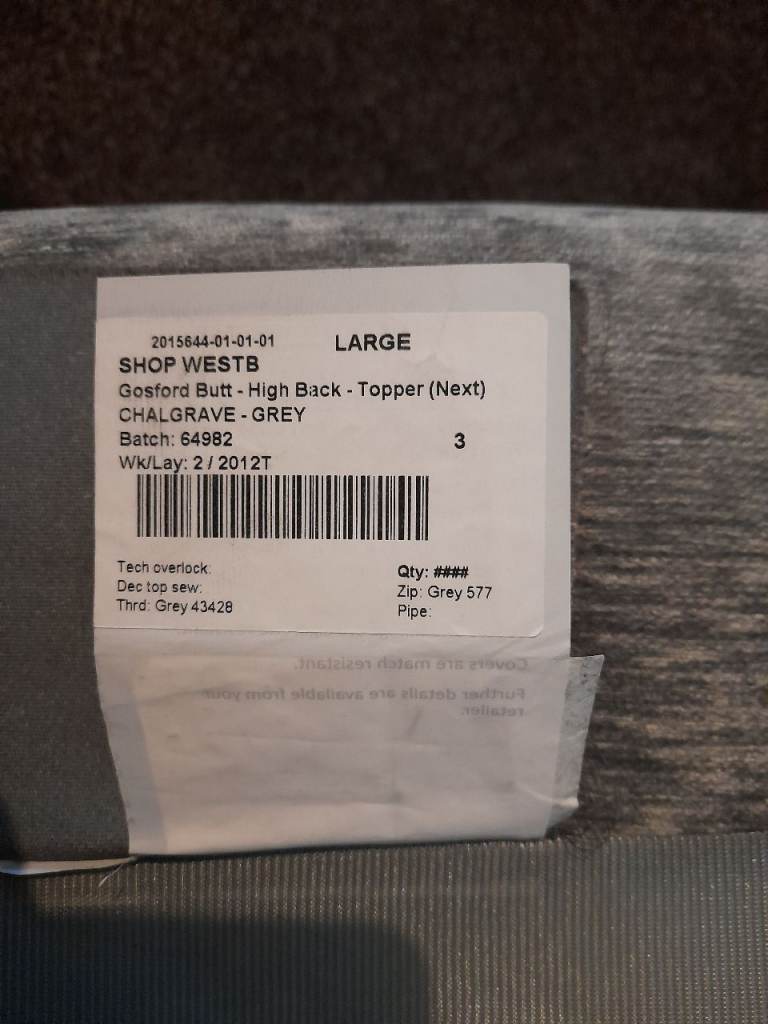 2015644-01-01-01 LARGE
SHOP WESTB
Gosford Butt - High Back - Topper (Next)
CHALGRAVE - GREY
Batch: 64982 3
Wk/Lay: 2 / 2012T
Tech overlock: Qty: ####
Dec top sew: Zip: Grey 577
Thrd: Grey 43428 Pipe:
Covers are match resistant.
Further details are available from your
retailer.